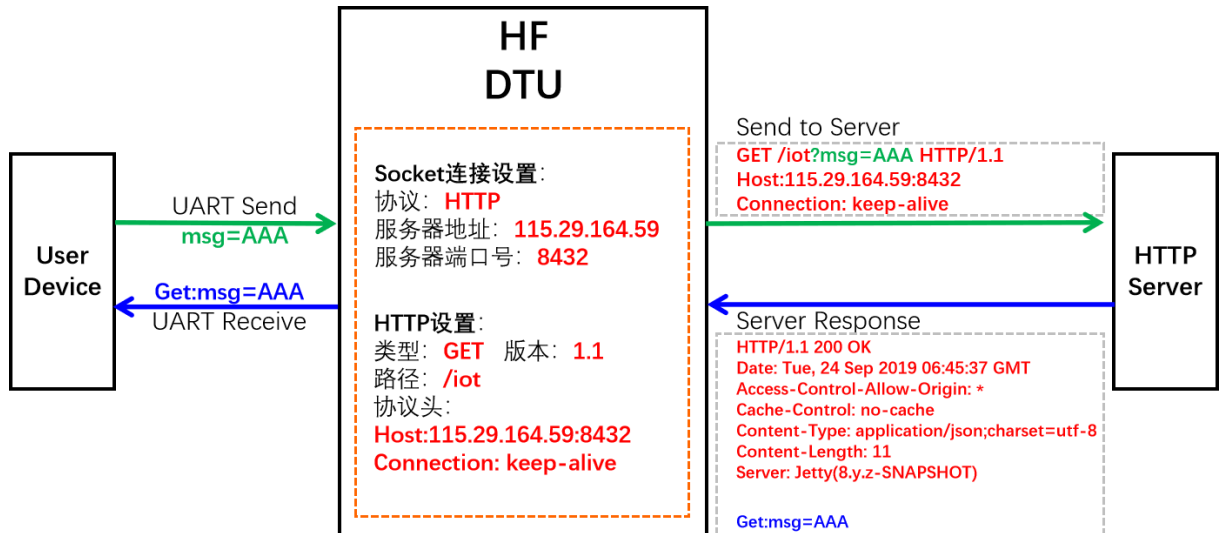 HF
DTU
User
Device
UART Send
msg=AAA
Get:msg=AAA
UART Receive
Socket连接设置：
协议：HTTP
服务器地址：115.29.164.59
服务器端口号：8432
HTTP设置：
类型：GET 版本：1.1
路径：/iot
协议头：
Host:115.29.164.59:8432
Connection: keep-alive
Send to Server
GET /iot?msg=AAA HTTP/1.1
Host:115.29.164.59:8432
Connection: keep-alive
Server Response
HTTP/1.1 200 OK
Date: Tue, 24 Sep 2019 06:45:37 GMT
Access-Control-Allow-Origin: *
Cache-Control: no-cache
Content-Type: application/json;charset=utf-8
Content-Length: 11
Server: Jetty(8.y.z-SNAPSHOT)
Get:msg=AAA
HTTP
Server